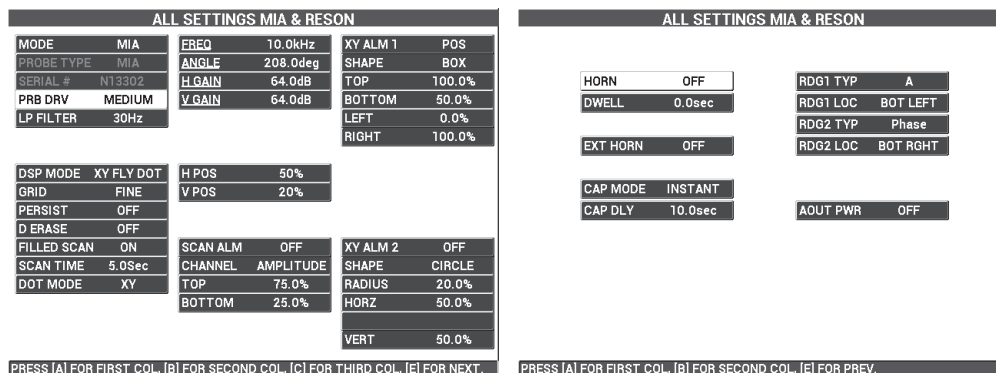 ALL SETTINGS MIA & RESON
MODE MIA
PROBE TYPE MIA
SERIAL # N13302
PRB DRV MEDIUM
LP FILTER 30Hz
FREQ 10.0kHz
ANGLE 208.0deg
H GAIN 64.0dB
V GAIN 64.0dB
XY ALM 1 POS
SHAPE BOX
TOP 100.0%
BOTTOM 50.0%
LEFT 0.0%
RIGHT 100.0%
DSP MODE XY FLY DOT
GRID FINE
PERSIST OFF
D ERASE OFF
FILLED SCAN ON
SCAN TIME 5.0Sec
DOT MODE XY
H POS 50%
V POS 20%
SCAN ALM OFF
CHANNEL AMPLITUDE
TOP 75.0%
BOTTOM 25.0%
XY ALM 2 OFF
SHAPE CIRCLE
RADIUS 20.0%
HORZ 50.0%
VERT 50.0%
PRESS [A] FOR FIRST COL, [B] FOR SECOND COL, [C] FOR THIRD COL, [E] FOR NEXT.
ALL SETTINGS MIA & RESON
HORN OFF
DWELL 0.0sec
EXT HORN OFF
CAP MODE INSTANT
CAP DLY 10.0sec
RDG1 TYP A
RDG1 LOC BOT LEFT
RDG2 TYP Phase
RDG2 LOC BOT RGHT
AOUT PWR OFF
PRESS [A] FOR FIRST COL, [B] FOR SECOND COL, [E] FOR PREV.